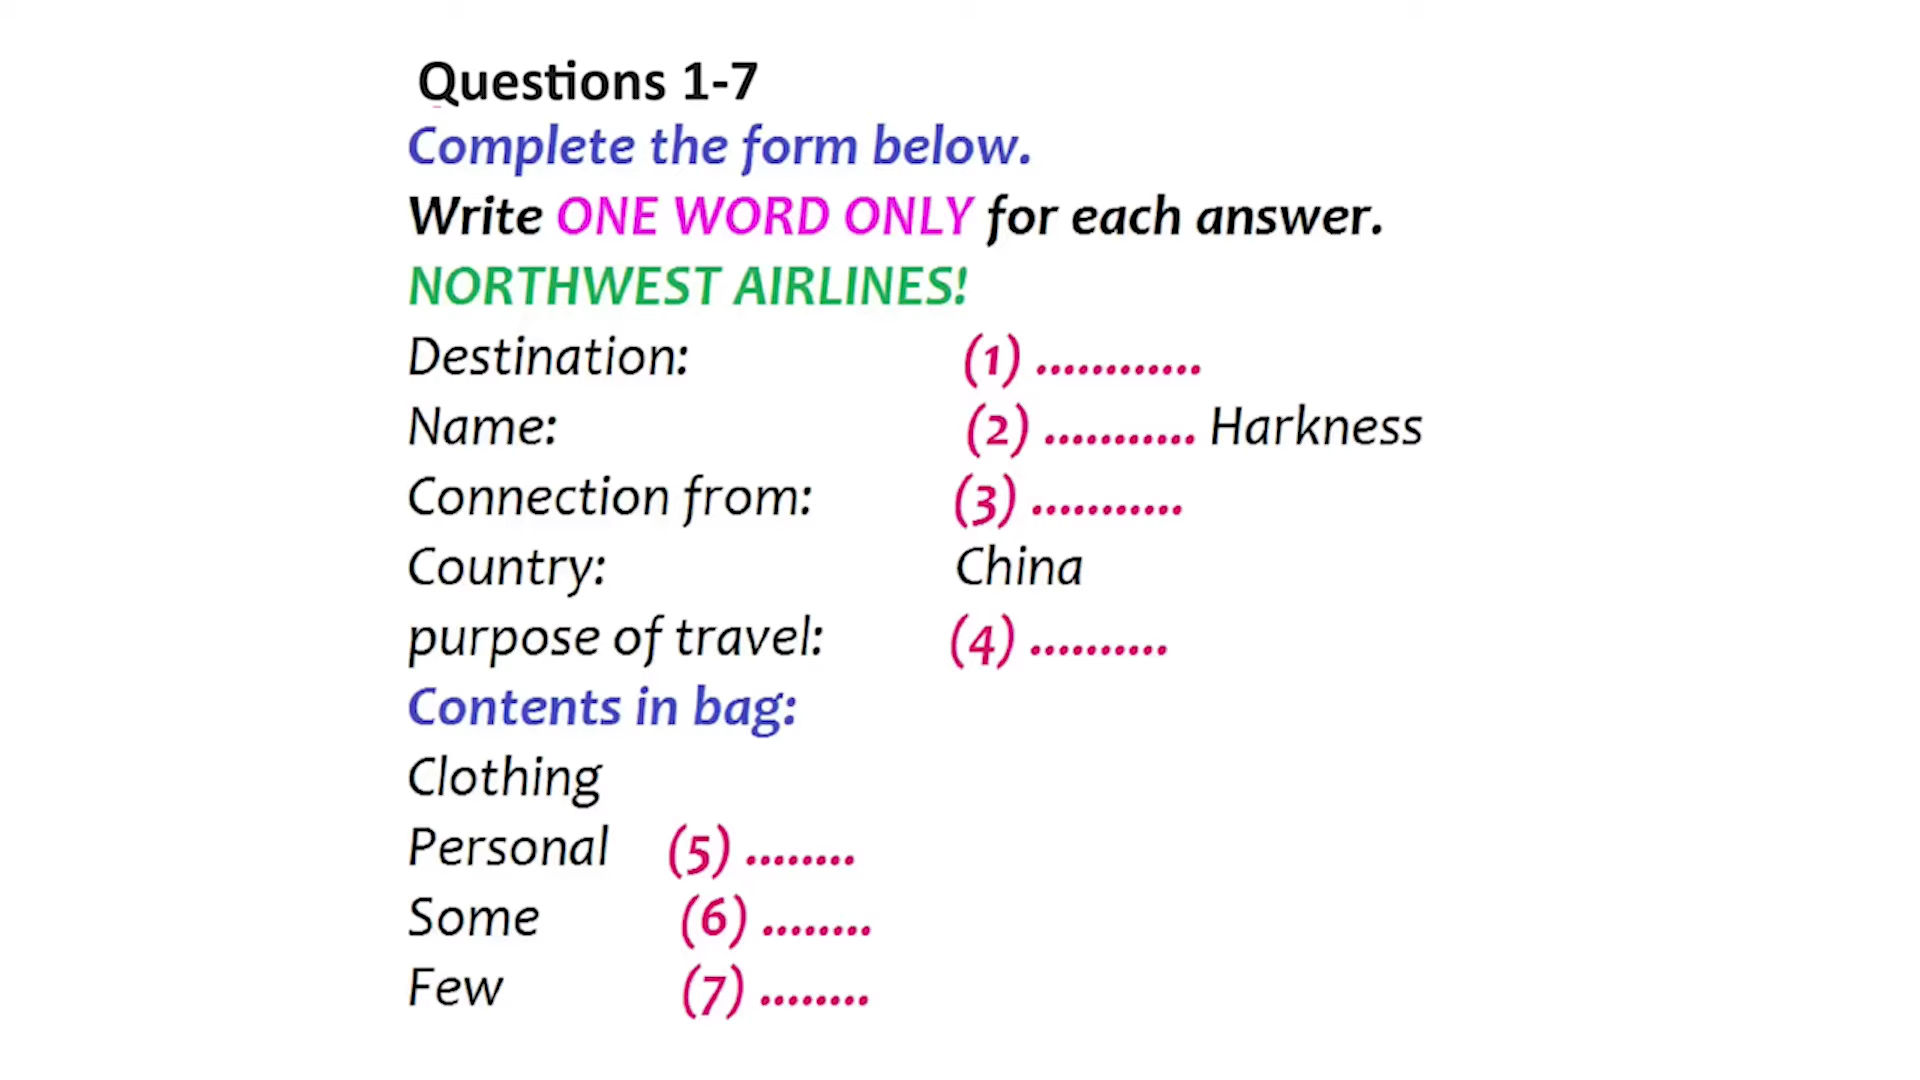 Questions 1-7
Complete the form below.
Write ONE WORD ONLY for each answer.
NORTHWEST AIRLINES!
Destination: (1) ............
Name: (2) ........... Harkness
Connection from: (3) ...........
Country: China
purpose of travel: (4) ..........
Contents in bag:
Clothing
Personal (5) ........
Some (6) ........
Few (7) ........